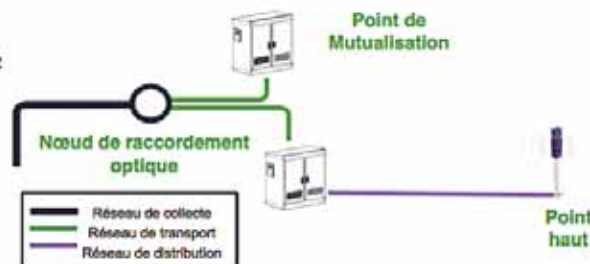 Point de
Mutualisation
Nœud de raccordement
optique
Réseau de collecte
Réseau de transport
Réseau de distribution
Point
haut